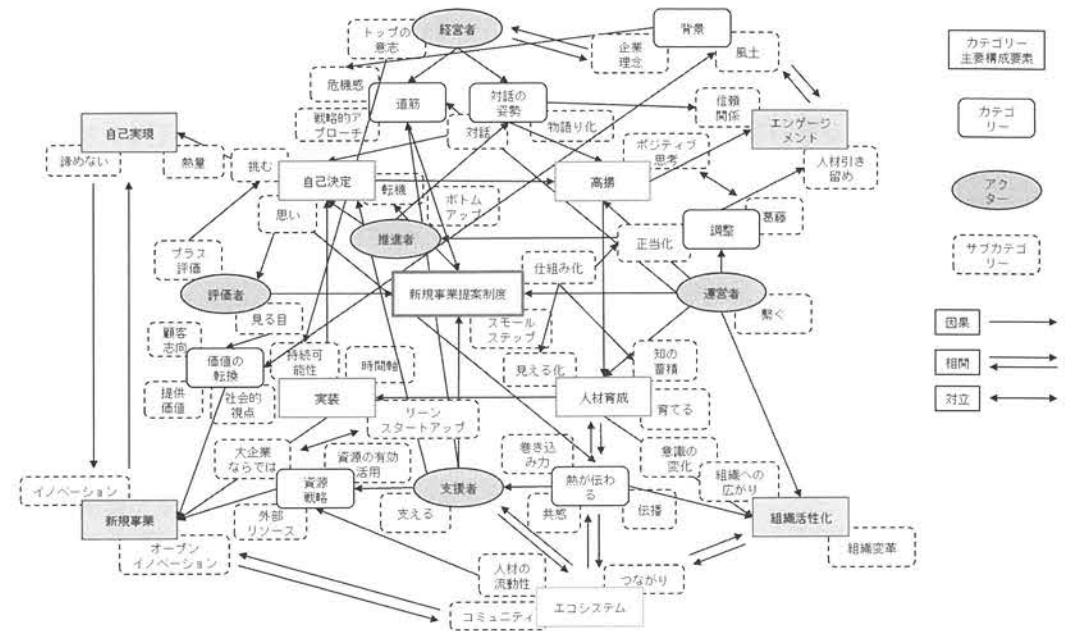 経営者
背景
トップの
意志
企業
理念
風土
カテゴリー
主要構成要素
危機感
道筋
対話の
姿勢
信頼
関係
エンゲージ
メント
カテゴ
リー
自己実現
戦略的ア
プローチ
対話
物語り化
諦めない
熱量
挑む
自己決定
転機
高揚
ポジティブ
思考
人材引き
留め
アク
ター
思い
ボトム
アップ
葛藤
調整
推進者
正当化
サブカテゴ
リー
プラス
評価
仕組み化
評価者
新規事業提案制度
運営者
見る目
スモール
ステップ
繋ぐ
因果
顧客
志向
価値の
転換
持続可
能性
時間軸
見える化
知の
蓄積
相関
提供
価値
社会的
視点
実装
人材育成
育てる
対立
リーン
スタートアップ
大企業
ならでは
資源の有効
活用
巻き込
み力
意識の
変化
組織への
広がり
イノベーション
資源
戦略
支援者
熱が伝わ
る
新規事業
外部
リソース
支える
共感
伝播
組織活性化
オープン
イノベーション
組織変革
人材の
流動性
つながり
コミュニティ
エコシステム